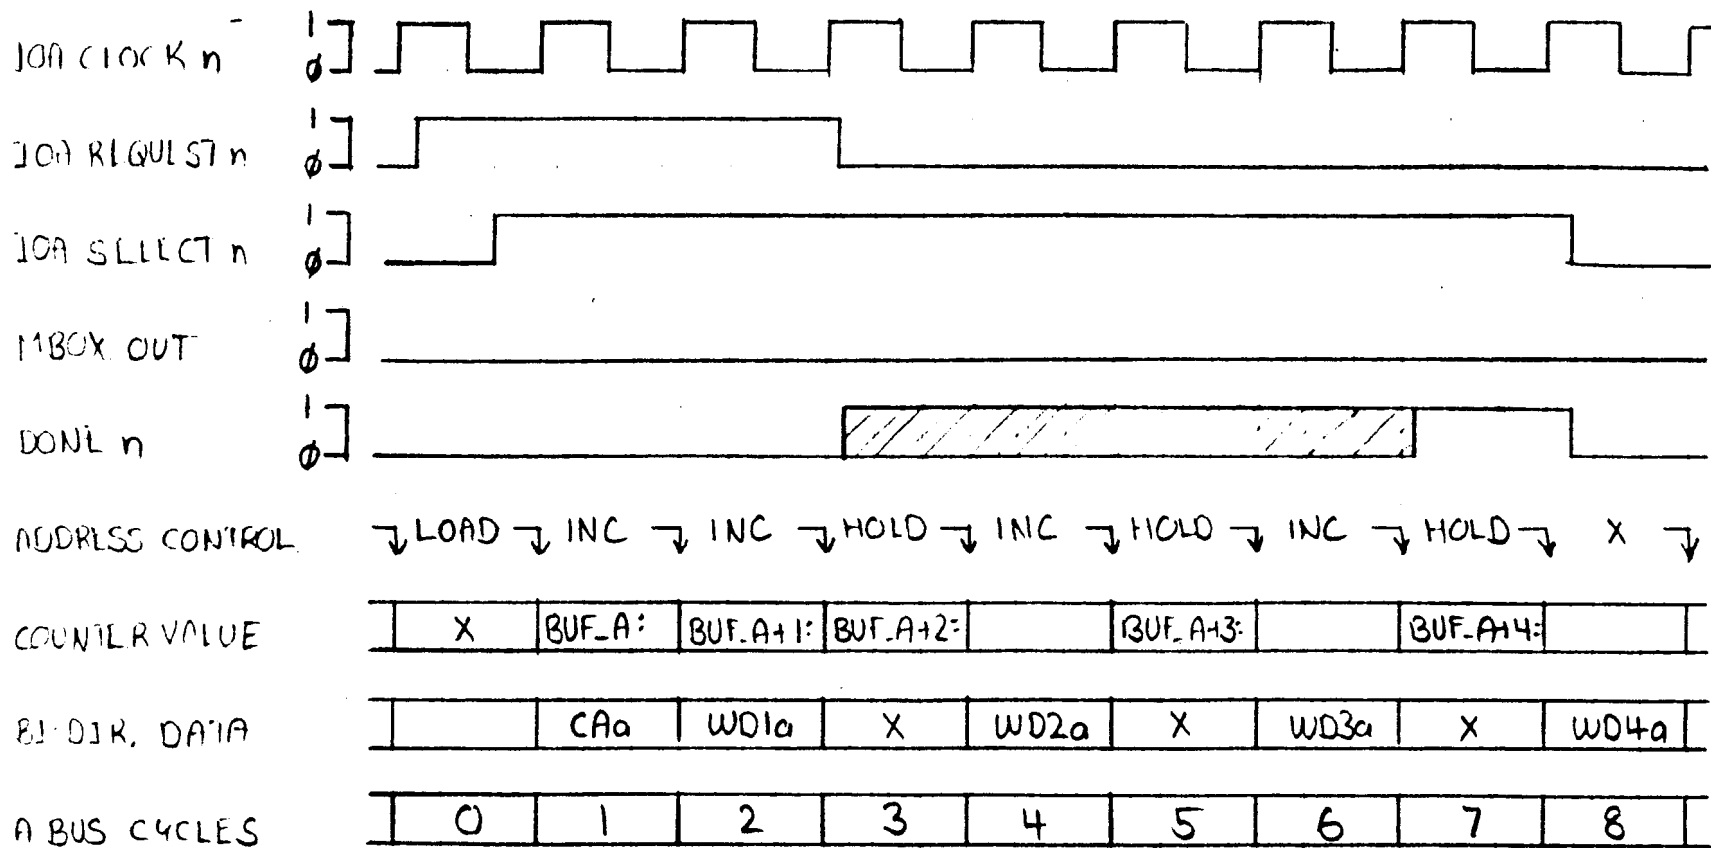 IOA CLOCK n 1 Ø
IOA REQUEST n 1 Ø
IOA SELECT n 1 Ø
MBOX OUT 1 Ø
DONE n 1 Ø
ADDRESS CONTROL LOAD INC INC HOLD INC HOLD INC HOLD X
COUNTER VALUE X BUF_A: BUF_A+1: BUF_A+2: BUF_A+3: BUF_A+4:
BI-DIR. DATA CAa WD1a X WD2a X WD3a X WD4a
A BUS CYCLES 0 1 2 3 4 5 6 7 8